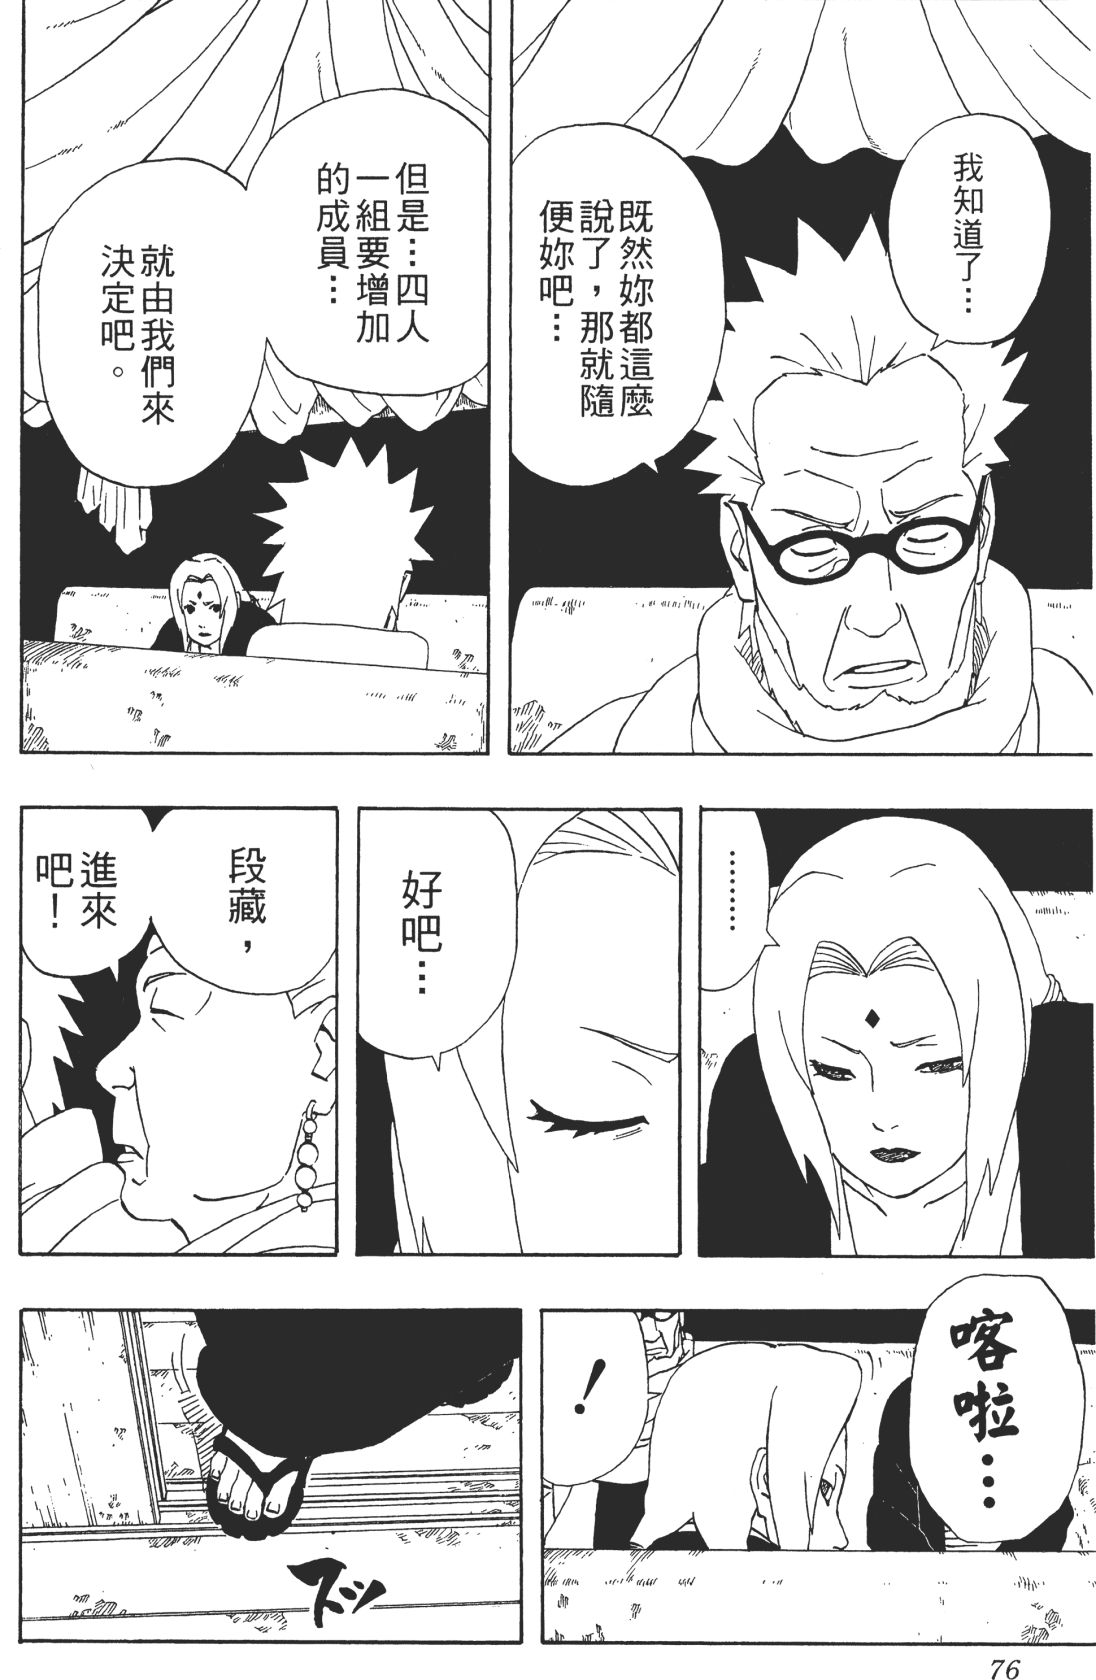 我知道了…
既然妳都這麼
說了，那就隨
便妳吧…
但是…四人
一組要增加
的成員…
就由我們來
決定吧。
………
好吧…
段藏，
進來
吧！
喀啦…
！
ズッ
76